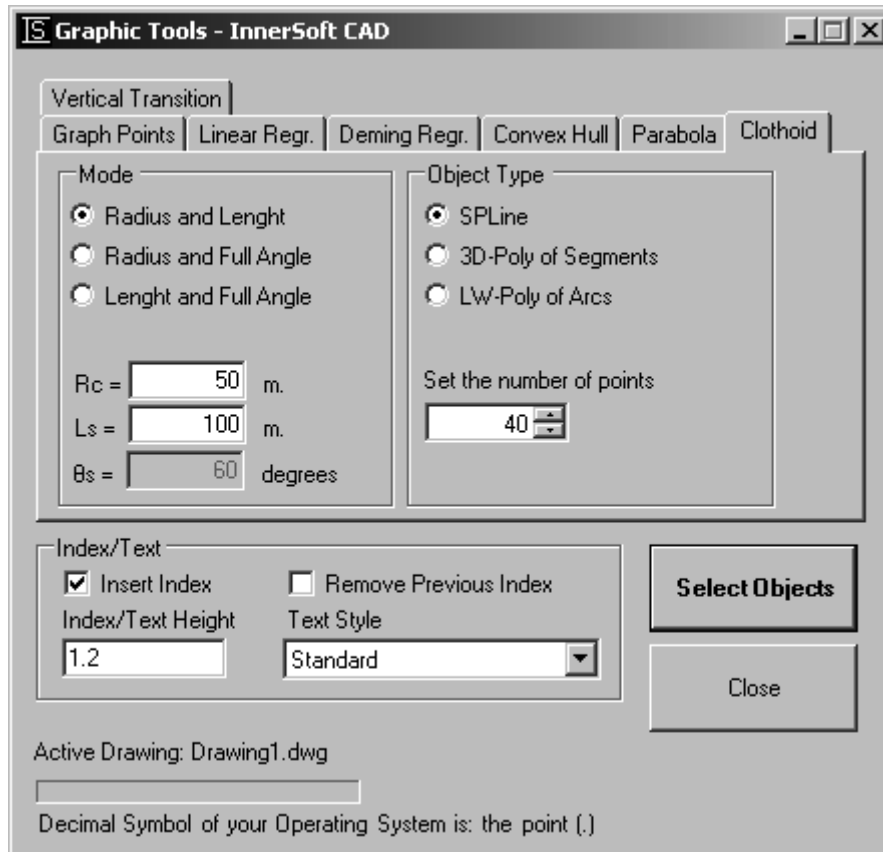 IS Graphic Tools - InnerSoft CAD
Vertical Transition
Graph Points Linear Regr. Deming Regr. Convex Hull Parabola Clothoid
Mode
Radius and Lenght
Radius and Full Angle
Lenght and Full Angle
Rc = 50 m.
Ls = 100 m.
θs = 60 degrees
Object Type
SPLine
3D-Poly of Segments
LW-Poly of Arcs
Set the number of points
40
Index/Text
Insert Index Remove Previous Index
Index/Text Height Text Style
1.2 Standard
Select Objects
Close
Active Drawing: Drawing1.dwg
Decimal Symbol of your Operating System is: the point (.)